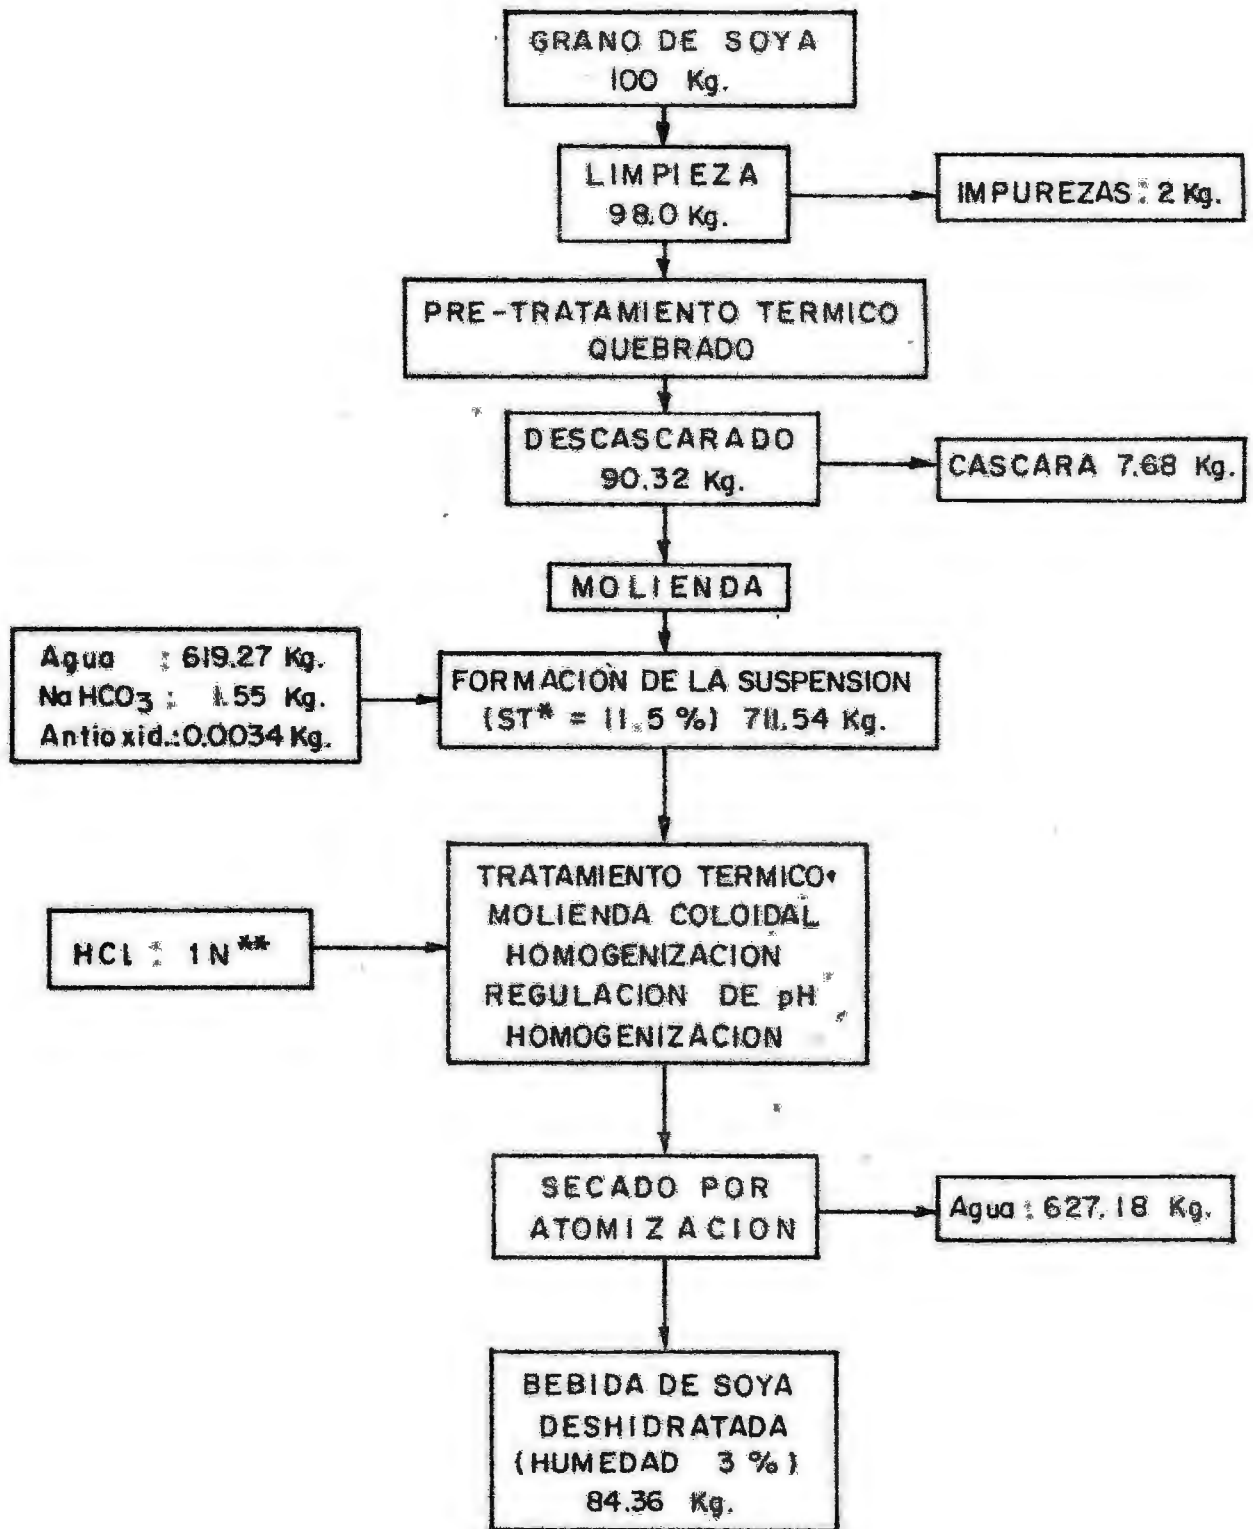 GRANO DE SOYA
100 Kg.
LIMPIEZA
98.0 Kg.
IMPUREZAS: 2 Kg.
PRE-TRATAMIENTO TERMICO
QUEBRADO
DESCASCARADO
90.32 Kg.
CASCARA 7.68 Kg.
MOLIENDA
Agua : 619.27 Kg.
NaHCO3 : 1.55 Kg.
Antioxid.: 0.0034 Kg.
FORMACION DE LA SUSPENSION
(ST* = 11.5 %) 711.54 Kg.
HCl : 1N**
TRATAMIENTO TERMICO
MOLIENDA COLOIDAL
HOMOGENIZACION
REGULACION DE pH
HOMOGENIZACION
SECADO POR
ATOMIZACION
Agua : 627.18 Kg.
BEBIDA DE SOYA
DESHIDRATADA
(HUMEDAD 3 %)
84.36 Kg.